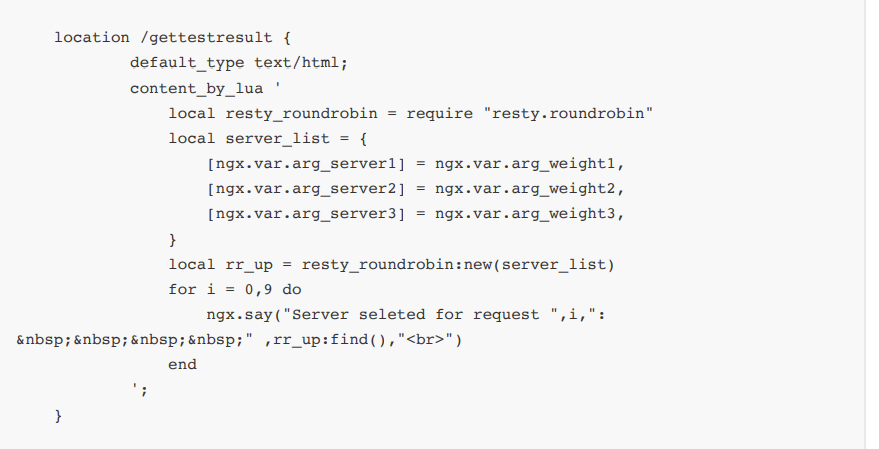 location /gettestresult {
default_type text/html;
content_by_lua '
local resty_roundrobin = require "resty.roundrobin"
local server_list = {
[ngx.var.arg_server1] = ngx.var.arg_weight1,
[ngx.var.arg_server2] = ngx.var.arg_weight2,
[ngx.var.arg_server3] = ngx.var.arg_weight3,
}
local rr_up = resty_roundrobin:new(server_list)
for i = 0,9 do
ngx.say("Server seleted for request ",i,":
&nbsp;&nbsp;&nbsp;&nbsp;" ,rr_up:find(),"<br>")
end
';
}